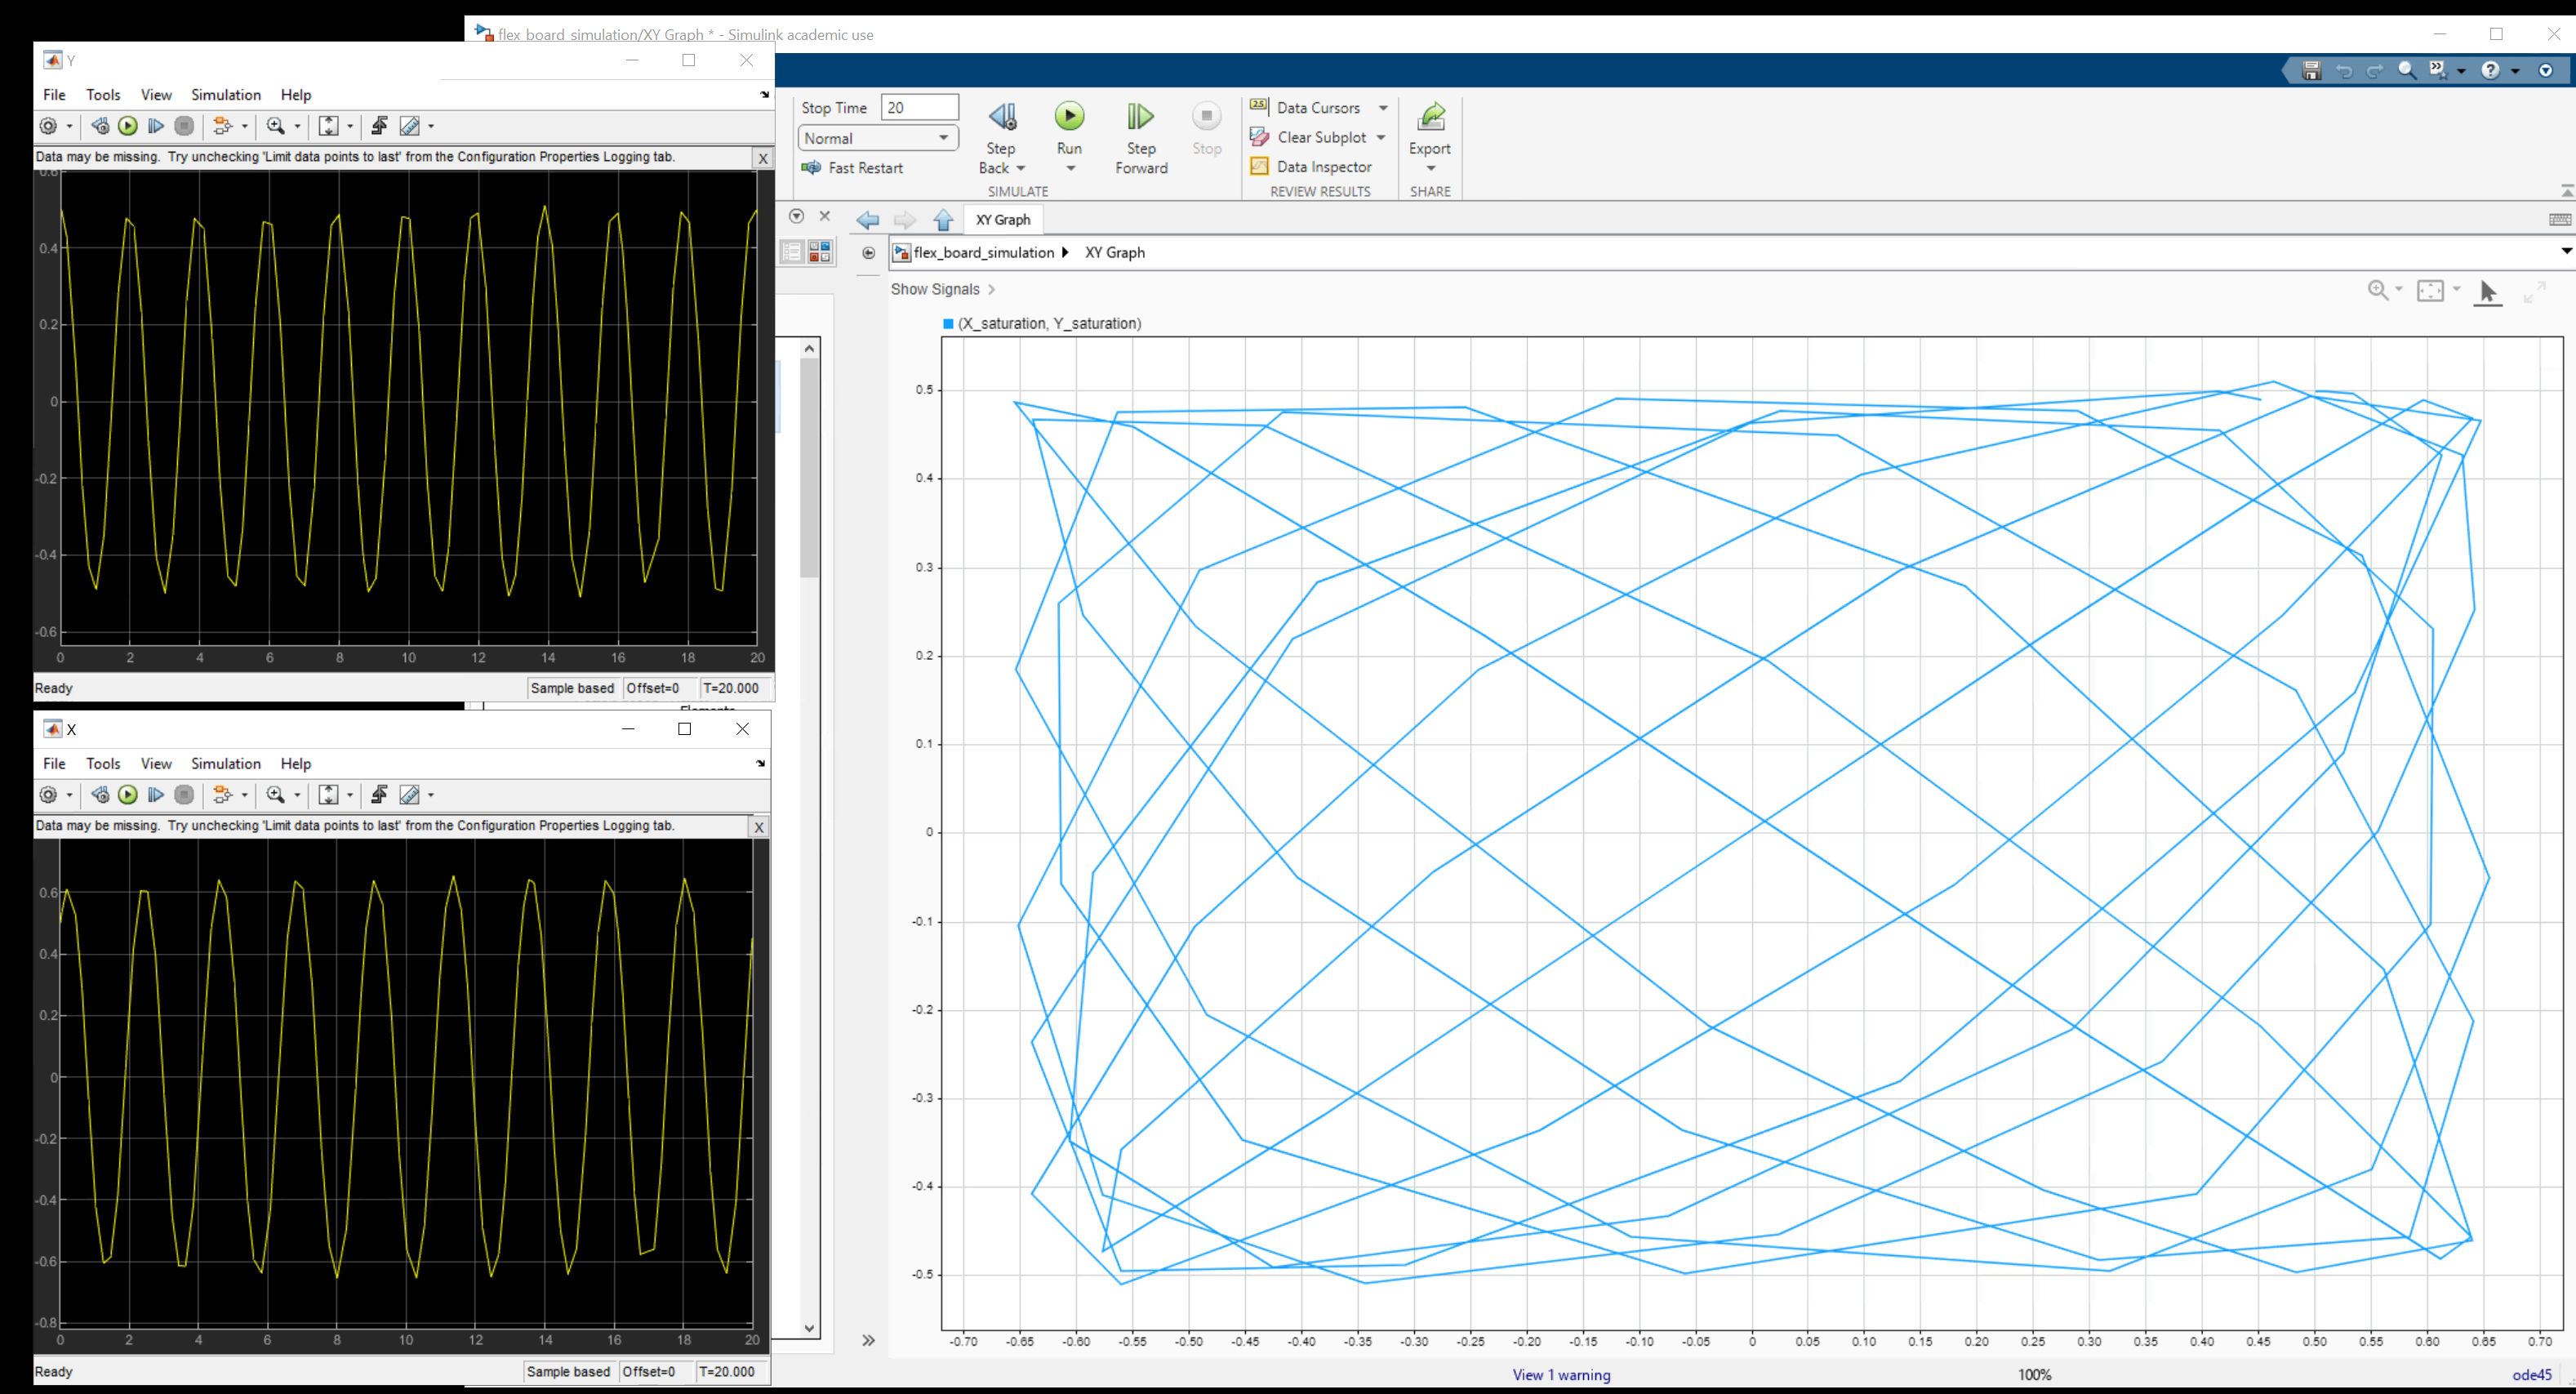 flex_board_simulation/XY Graph * - Simulink academic use
Y
File Tools View Simulation Help
Data may be missing. Try unchecking 'Limit data points to last' from the Configuration Properties Logging tab. X
0.6
0.4
0.2
0
-0.2
-0.4
-0.6
0 2 4 6 8 10 12 14 16 18 20
Ready Sample based Offset=0 T=20.000
X
File Tools View Simulation Help
Data may be missing. Try unchecking 'Limit data points to last' from the Configuration Properties Logging tab. X
0.6
0.4
0.2
0
-0.2
-0.4
-0.6
-0.8
0 2 4 6 8 10 12 14 16 18 20
Ready Sample based Offset=0 T=20.000
Stop Time 20
Normal
Fast Restart
Step Back
Run
Step Forward
Stop
SIMULATE
Data Cursors
Clear Subplot
Data Inspector
REVIEW RESULTS
Export
SHARE
XY Graph
flex_board_simulation XY Graph
Show Signals
(X_saturation, Y_saturation)
0.5
0.4
0.3
0.2
0.1
0
-0.1
-0.2
-0.3
-0.4
-0.5
-0.70 -0.65 -0.60 -0.55 -0.50 -0.45 -0.40 -0.35 -0.30 -0.25 -0.20 -0.15 -0.10 -0.05 0 0.05 0.10 0.15 0.20 0.25 0.30 0.35 0.40 0.45 0.50 0.55 0.60 0.65 0.70
View 1 warning 100% ode45